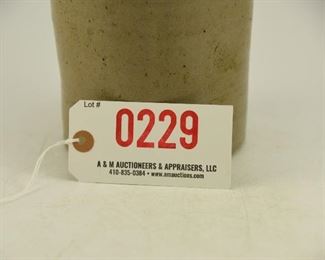 Lot #
0229
A & M AUCTIONEERS & APPRAISERS, LLC
410-835-0384 • www.amauctions.com